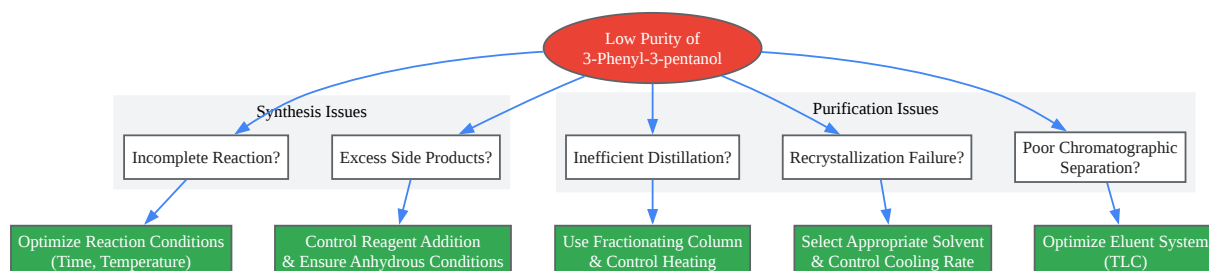 Low Purity of
3-Phenyl-3-pentanol
Synthesis Issues
Purification Issues
Incomplete Reaction?
Excess Side Products?
Inefficient Distillation?
Recrystallization Failure?
Poor Chromatographic
Separation?
Optimize Reaction Conditions
(Time, Temperature)
Control Reagent Addition
& Ensure Anhydrous Conditions
Use Fractionating Column
& Control Heating
Select Appropriate Solvent
& Control Cooling Rate
Optimize Eluent System
(TLC)